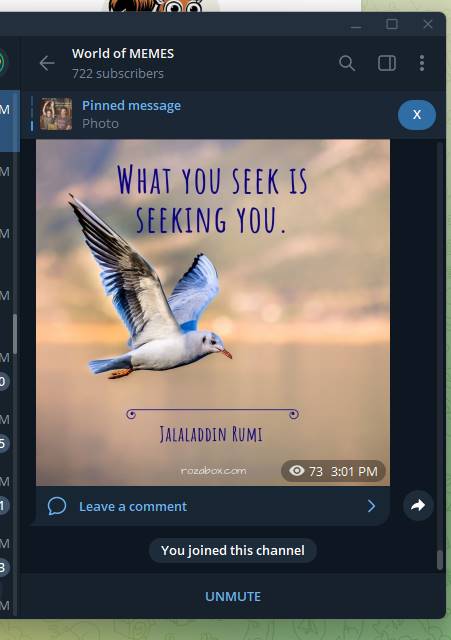 World of MEMES
722 subscribers
Pinned message
Photo
X
WHAT YOU SEEK IS
SEEKING YOU.
JALALADDIN RUMI
rozabox.com
73 3:01 PM
Leave a comment
You joined this channel
UNMUTE
M
M
M
M
M
0
M
5
M
1
M
3
M